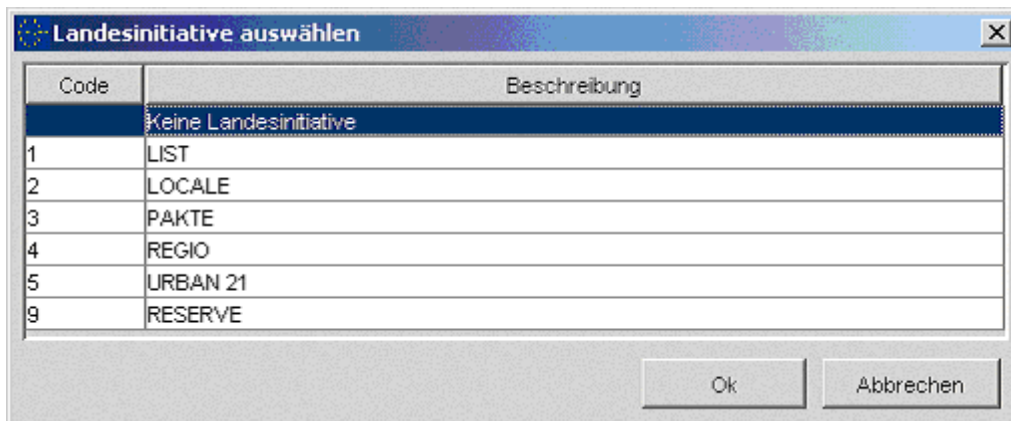 Landesinitiative auswählen
Code Beschreibung
Keine Landesinitiative
1 LIST
2 LOCALE
3 PAKTE
4 REGIO
5 URBAN 21
9 RESERVE
Ok Abbrechen